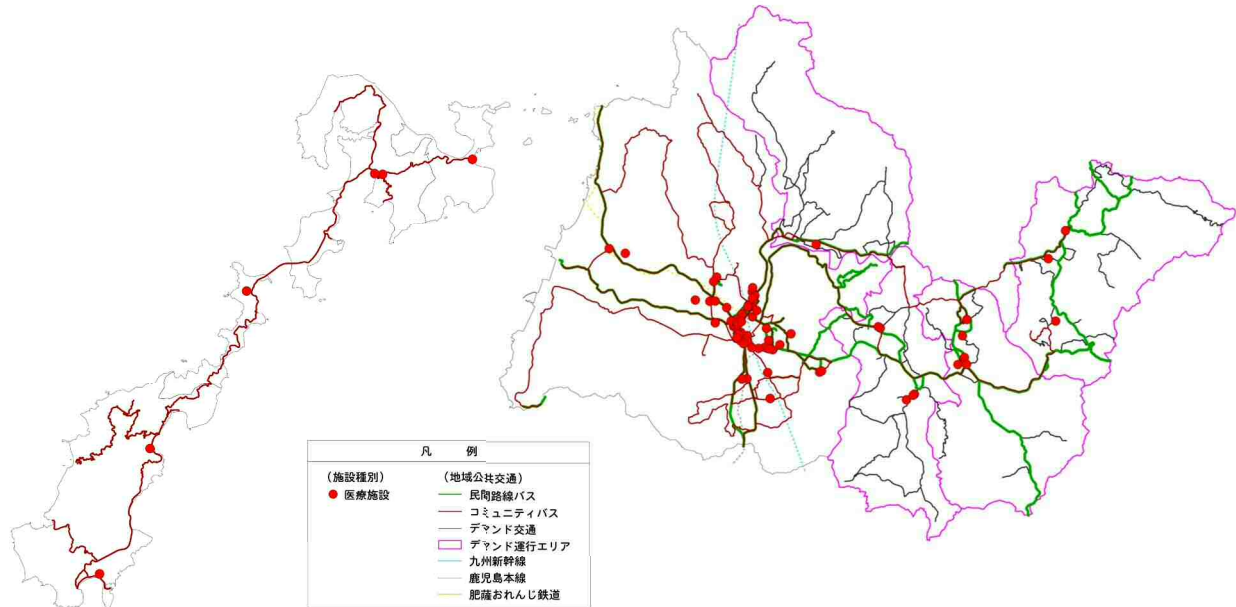 凡　例
（施設種別）
医療施設
（地域公共交通）
民間路線バス
コミュニティバス
デマンド交通
デマンド運行エリア
九州新幹線
鹿児島本線
肥薩おれんじ鉄道